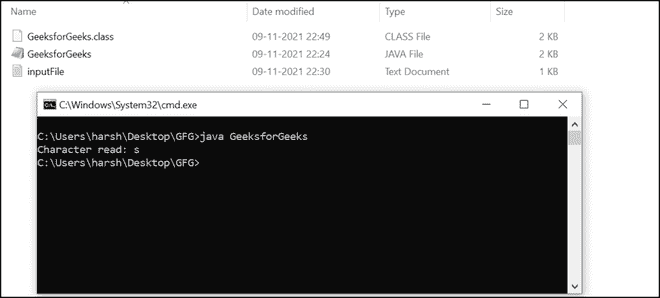 Name Date modified Type Size
GeeksforGeeks.class 09-11-2021 22:49 CLASS File 2 KB
GeeksforGeeks 09-11-2021 22:24 JAVA File 2 KB
inputFile 09-11-2021 22:30 Text Document 1 KB
C:\Windows\System32\cmd.exe
C:\Users\harsh\Desktop\GFG>java GeeksforGeeks
Character read: s
C:\Users\harsh\Desktop\GFG>